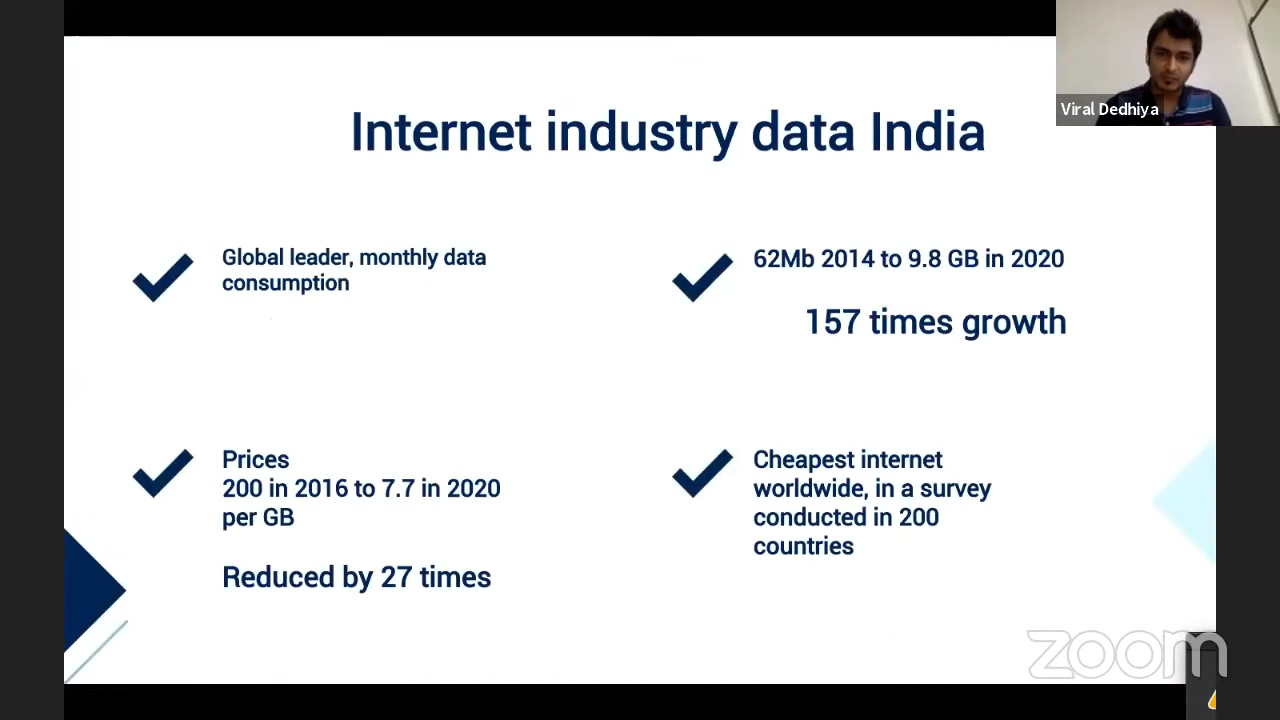 Viral Dedhiya
Internet industry data India
Global leader, monthly data
consumption
62Mb 2014 to 9.8 GB in 2020
157 times growth
Prices
200 in 2016 to 7.7 in 2020
per GB
Reduced by 27 times
Cheapest internet
worldwide, in a survey
conducted in 200
countries
zoom